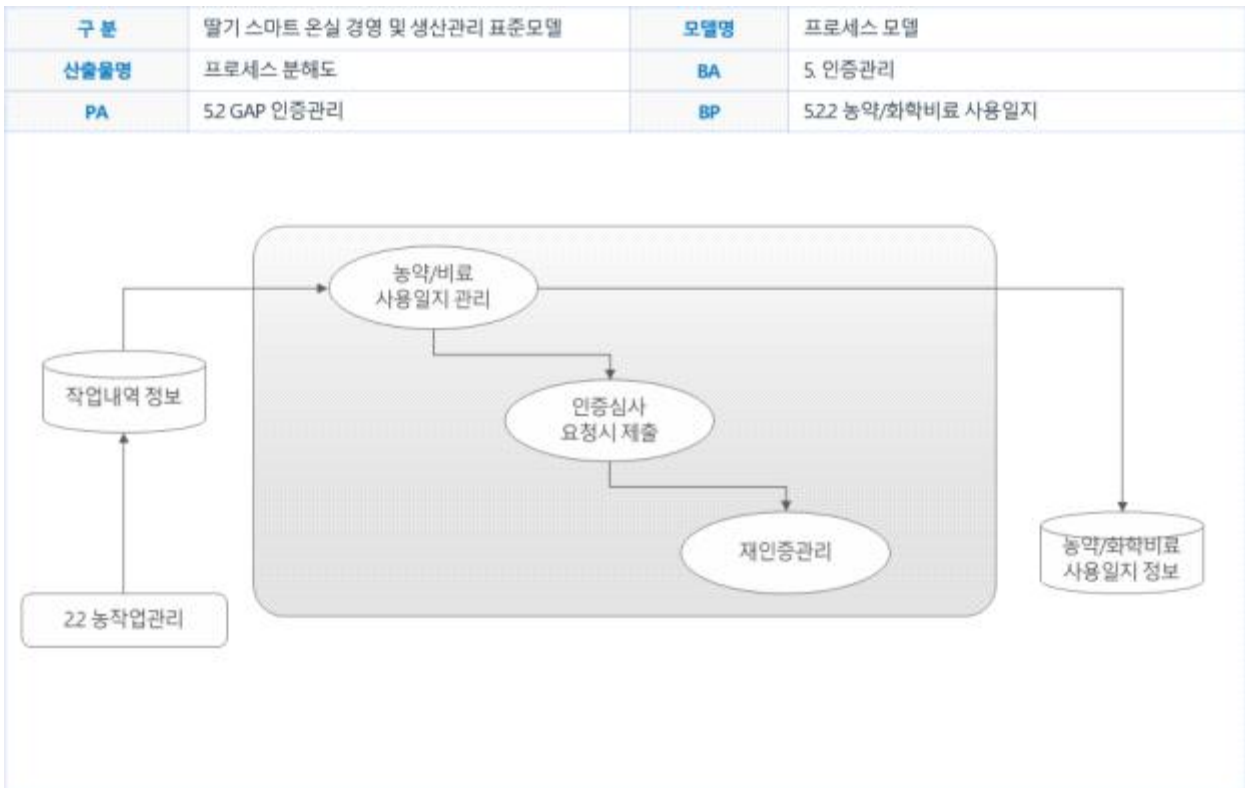 구 분 딸기 스마트 온실 경영 및 생산관리 표준모델 모델명 프로세스 모델
산출물명 프로세스 분해도 BA 5. 인증관리
PA 5.2 GAP 인증관리 BP 5.2.2 농약/화학비료 사용일지
농약/비료
사용일지 관리
작업내역 정보
인증심사
요청시 제출
재인증관리
농약/화학비료
사용일지 정보
2.2 농작업관리